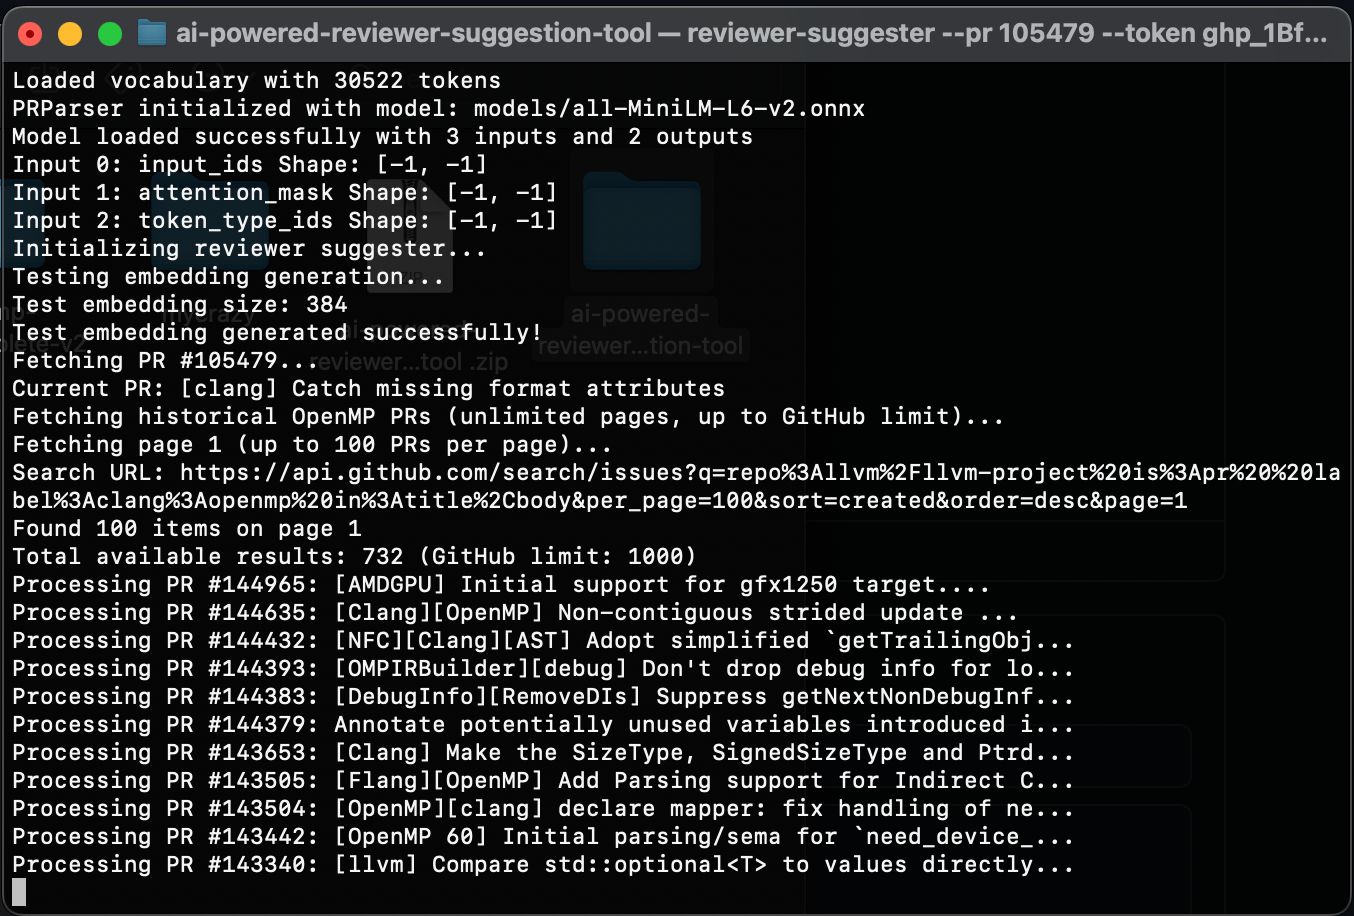 ai-powered-reviewer-suggestion-tool — reviewer-suggester --pr 105479 --token ghp_1Bf...
Loaded vocabulary with 30522 tokens
PRParser initialized with model: models/all-MiniLM-L6-v2.onnx
Model loaded successfully with 3 inputs and 2 outputs
Input 0: input_ids Shape: [-1, -1]
Input 1: attention_mask Shape: [-1, -1]
Input 2: token_type_ids Shape: [-1, -1]
Initializing reviewer suggester...
Testing embedding generation...
Test embedding size: 384
Test embedding generated successfully!
Fetching PR #105479...
Current PR: [clang] Catch missing format attributes
Fetching historical OpenMP PRs (unlimited pages, up to GitHub limit)...
Fetching page 1 (up to 100 PRs per page)...
Search URL: https://api.github.com/search/issues?q=repo%3Allvm%2Fllvm-project%20is%3Apr%20%20la
bel%3Aclang%3Aopenmp%20in%3Atitle%2Cbody&per_page=100&sort=created&order=desc&page=1
Found 100 items on page 1
Total available results: 732 (GitHub limit: 1000)
Processing PR #144965: [AMDGPU] Initial support for gfx1250 target....
Processing PR #144635: [Clang][OpenMP] Non-contiguous strided update ...
Processing PR #144432: [NFC][Clang][AST] Adopt simplified `getTrailingObj...
Processing PR #144393: [OMPIRBuilder][debug] Don't drop debug info for lo...
Processing PR #144383: [DebugInfo][RemoveDIs] Suppress getNextNonDebugInf...
Processing PR #144379: Annotate potentially unused variables introduced i...
Processing PR #143653: [Clang] Make the SizeType, SignedSizeType and Ptrd...
Processing PR #143505: [Flang][OpenMP] Add Parsing support for Indirect C...
Processing PR #143504: [OpenMP][clang] declare mapper: fix handling of ne...
Processing PR #143442: [OpenMP 60] Initial parsing/sema for `need_device_...
Processing PR #143340: [llvm] Compare std::optional<T> to values directly...
ai-powered-
reviewer...tion-tool
reviewer...tool .zip